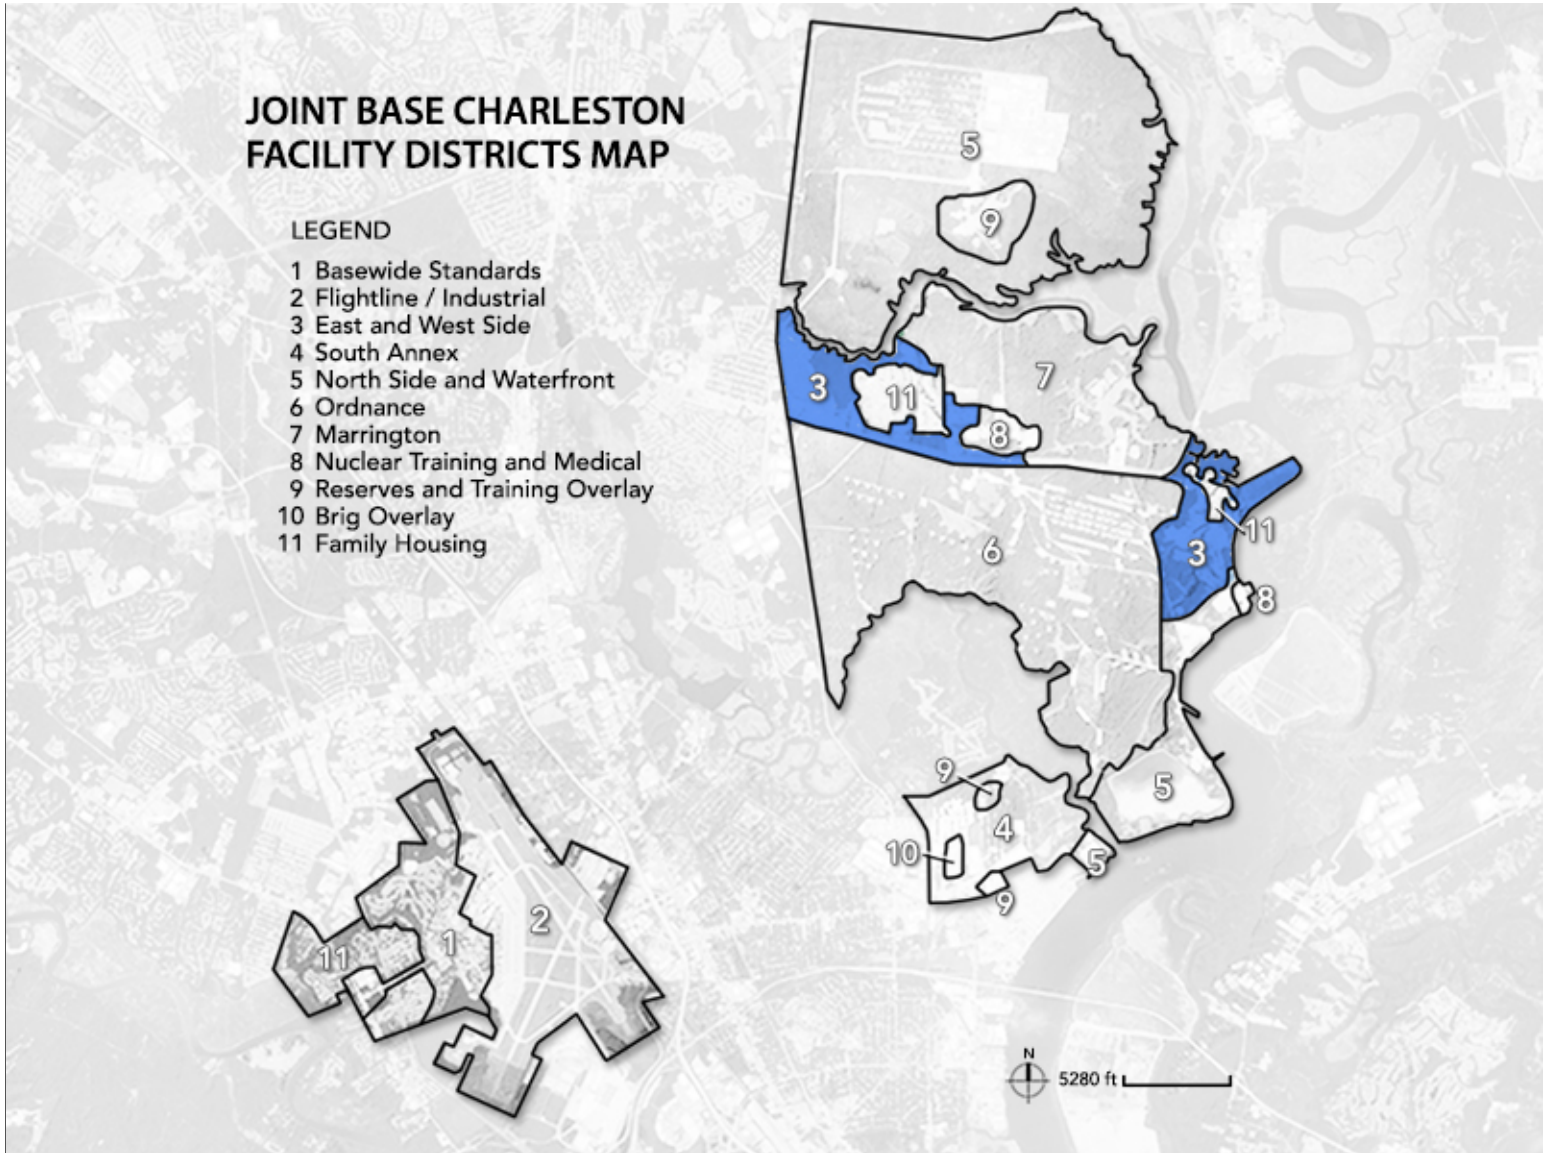 JOINT BASE CHARLESTON
FACILITY DISTRICTS MAP
LEGEND
1 Basewide Standards
2 Flightline / Industrial
3 East and West Side
4 South Annex
5 North Side and Waterfront
6 Ordnance
7 Marrington
8 Nuclear Training and Medical
9 Reserves and Training Overlay
10 Brig Overlay
11 Family Housing
5
9
7
3
11
8
11
3
6
8
9
5
4
10
5
9
2
1
11
N
5280 ft